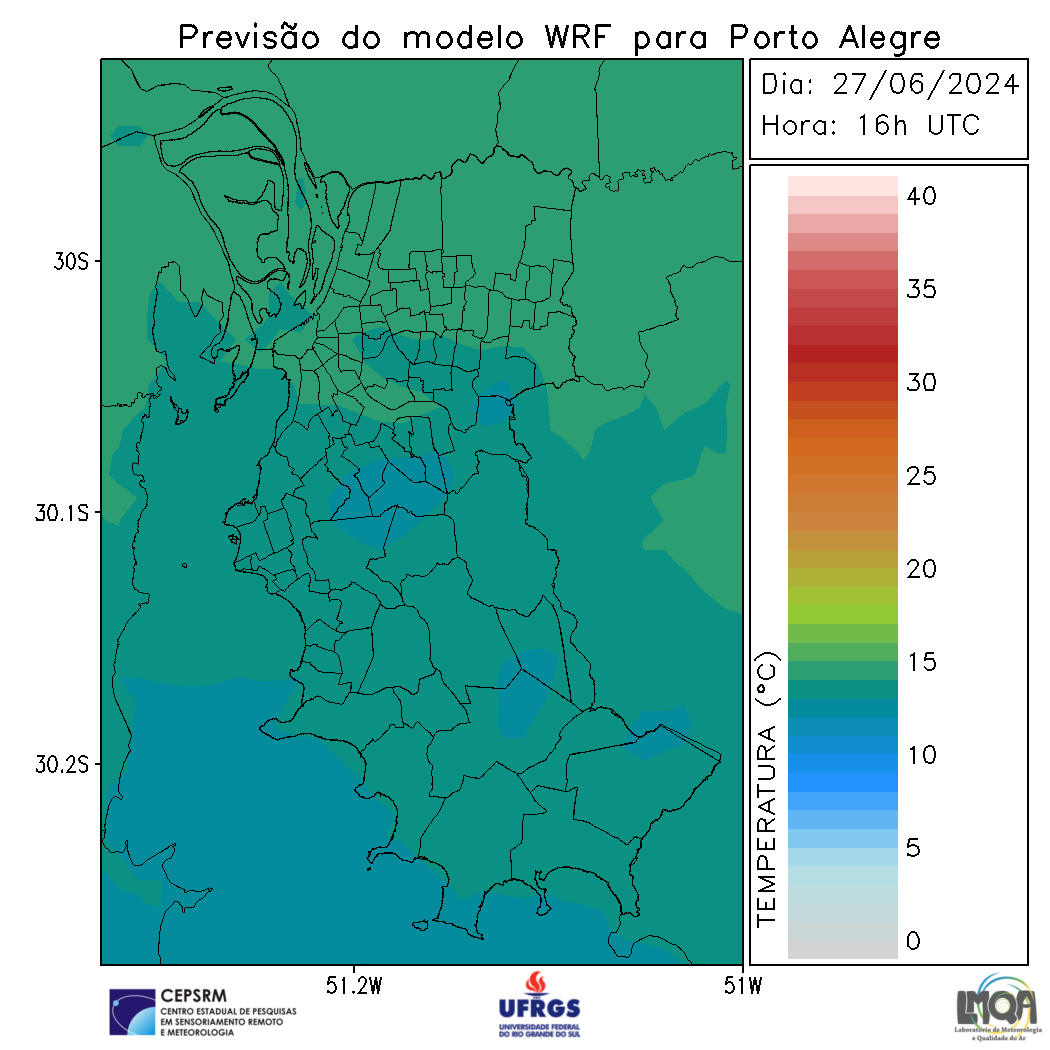 Previsão do modelo WRF para Porto Alegre
Dia: 27/06/2024
Hora: 16h UTC
40
35
30
25
20
15
10
5
0
TEMPERATURA (°C)
30S
30.1S
30.2S
51.2W
51W
CEPSRM
CENTRO ESTADUAL DE PESQUISAS
EM SENSORIAMENTO REMOTO
E METEOROLOGIA
UFRGS
UNIVERSIDADE FEDERAL
DO RIO GRANDE DO SUL
LMQA
Laboratório de Meteorologia
e Qualidade do Ar